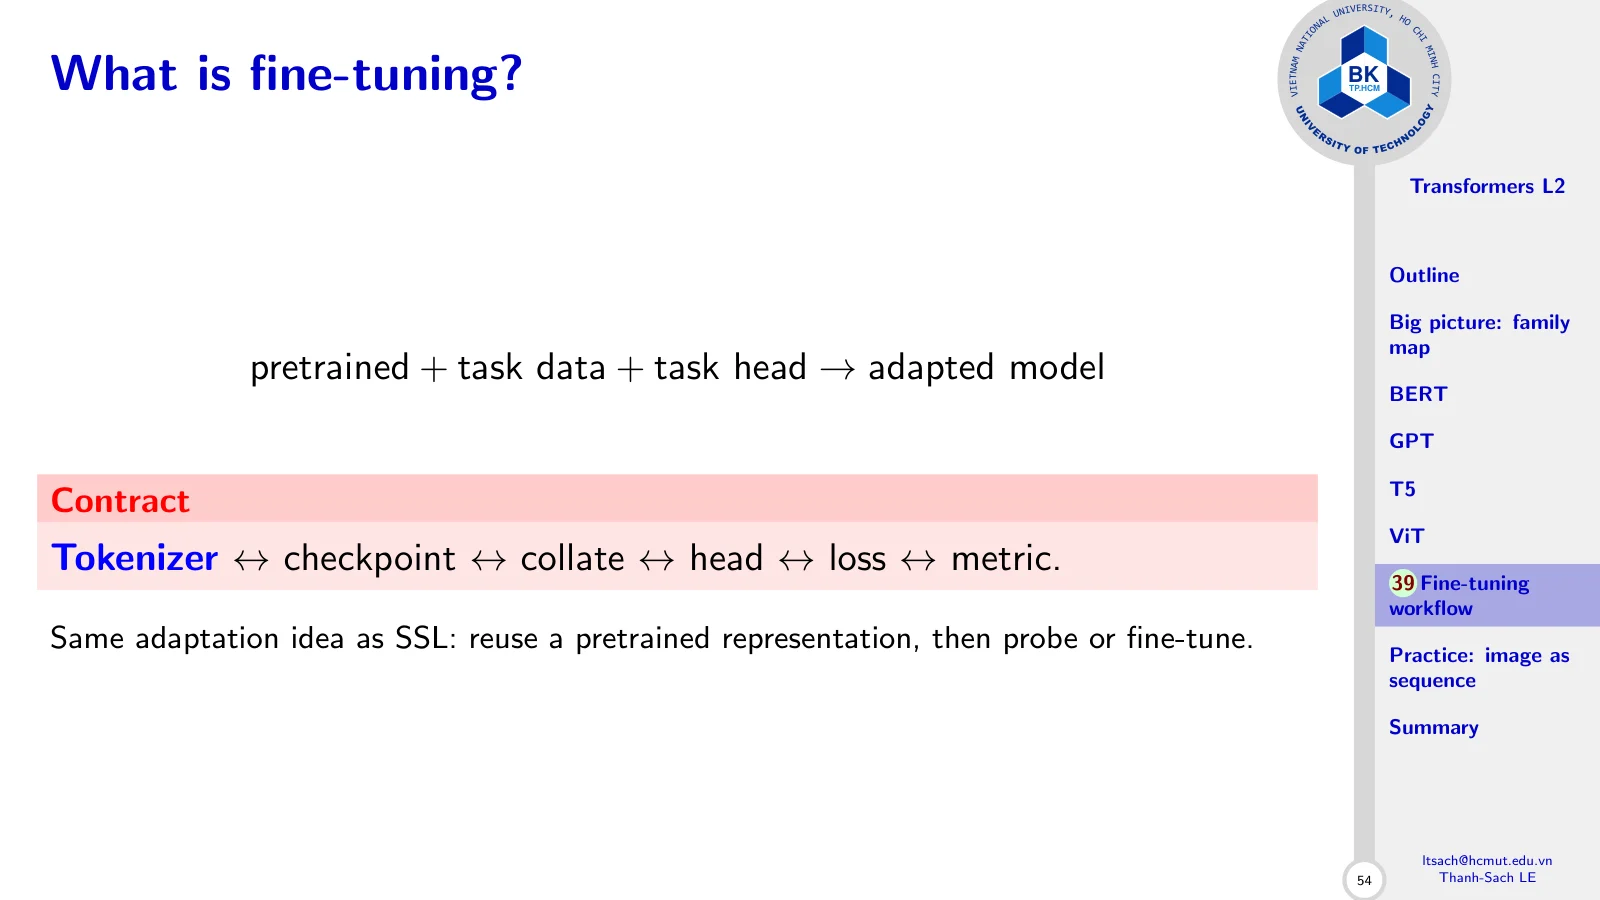 What is fine-tuning?
pretrained + task data + task head → adapted model
Contract
Tokenizer ↔ checkpoint ↔ collate ↔ head ↔ loss ↔ metric.
Same adaptation idea as SSL: reuse a pretrained representation, then probe or fine-tune.
VIETNAM NATIONAL UNIVERSITY, HO CHI MINH CITY
BK
TP.HCM
UNIVERSITY OF TECHNOLOGY
Transformers L2
Outline
Big picture: family
map
BERT
GPT
T5
ViT
39 Fine-tuning
workflow
Practice: image as
sequence
Summary
ltsach@hcmut.edu.vn
Thanh-Sach LE
54